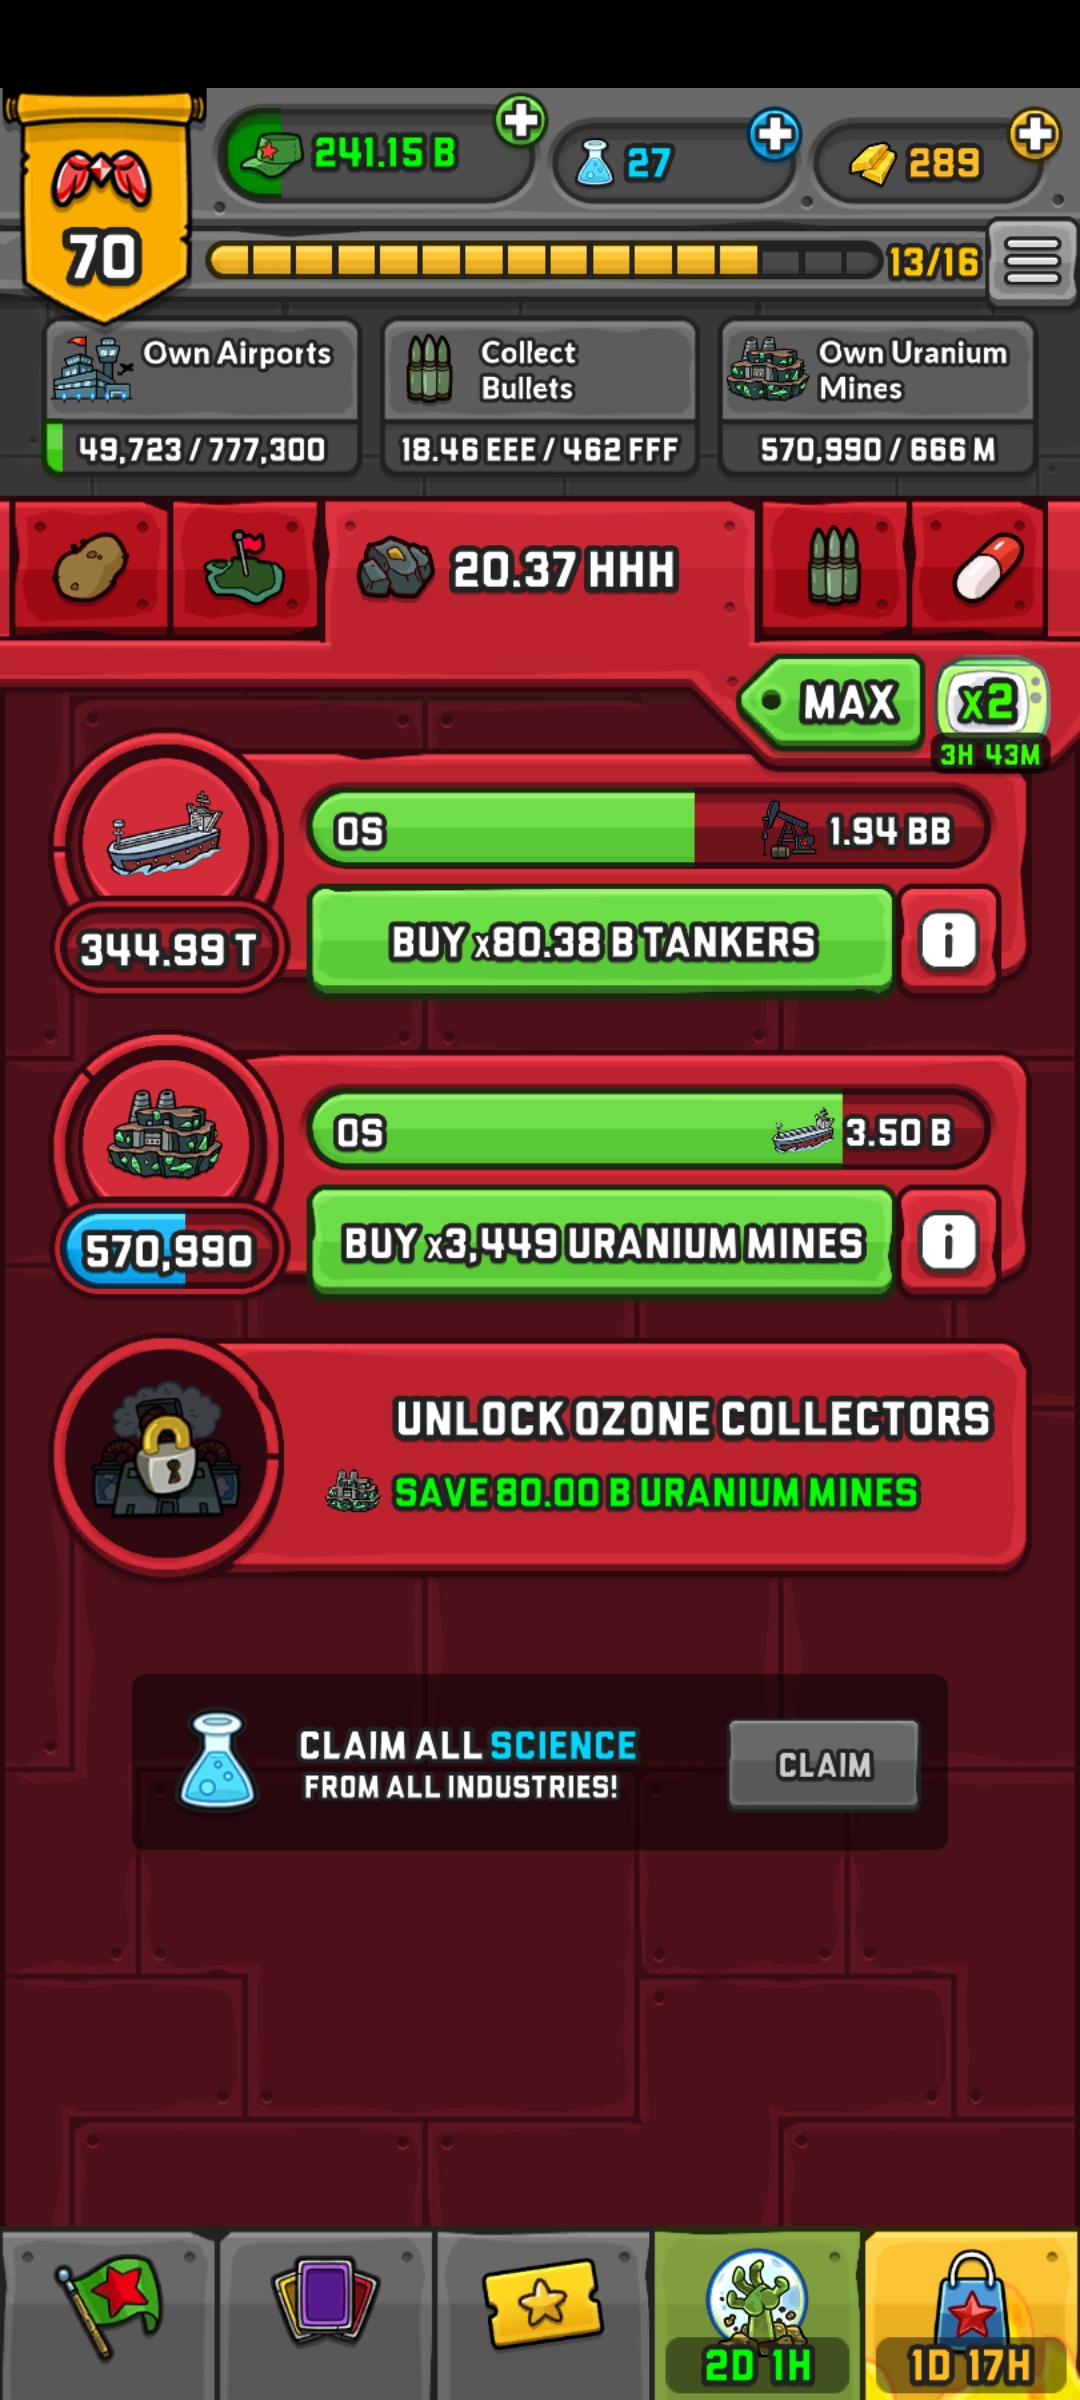 241.15 B
27
289
70
13/16
Own Airports
49,723 / 777,300
Collect
Bullets
18.46 EEE / 462 FFF
Own Uranium
Mines
570,990 / 666 M
20.37 HHH
MAX
x2
3H 43M
0S
1.94 BB
344.99 T
BUY x80.38 B TANKERS
i
0S
3.50 B
570,990
BUY x3,449 URANIUM MINES
i
UNLOCK OZONE COLLECTORS
SAVE 80.00 B URANIUM MINES
CLAIM ALL SCIENCE
FROM ALL INDUSTRIES!
CLAIM
2D 1H
1D 17H